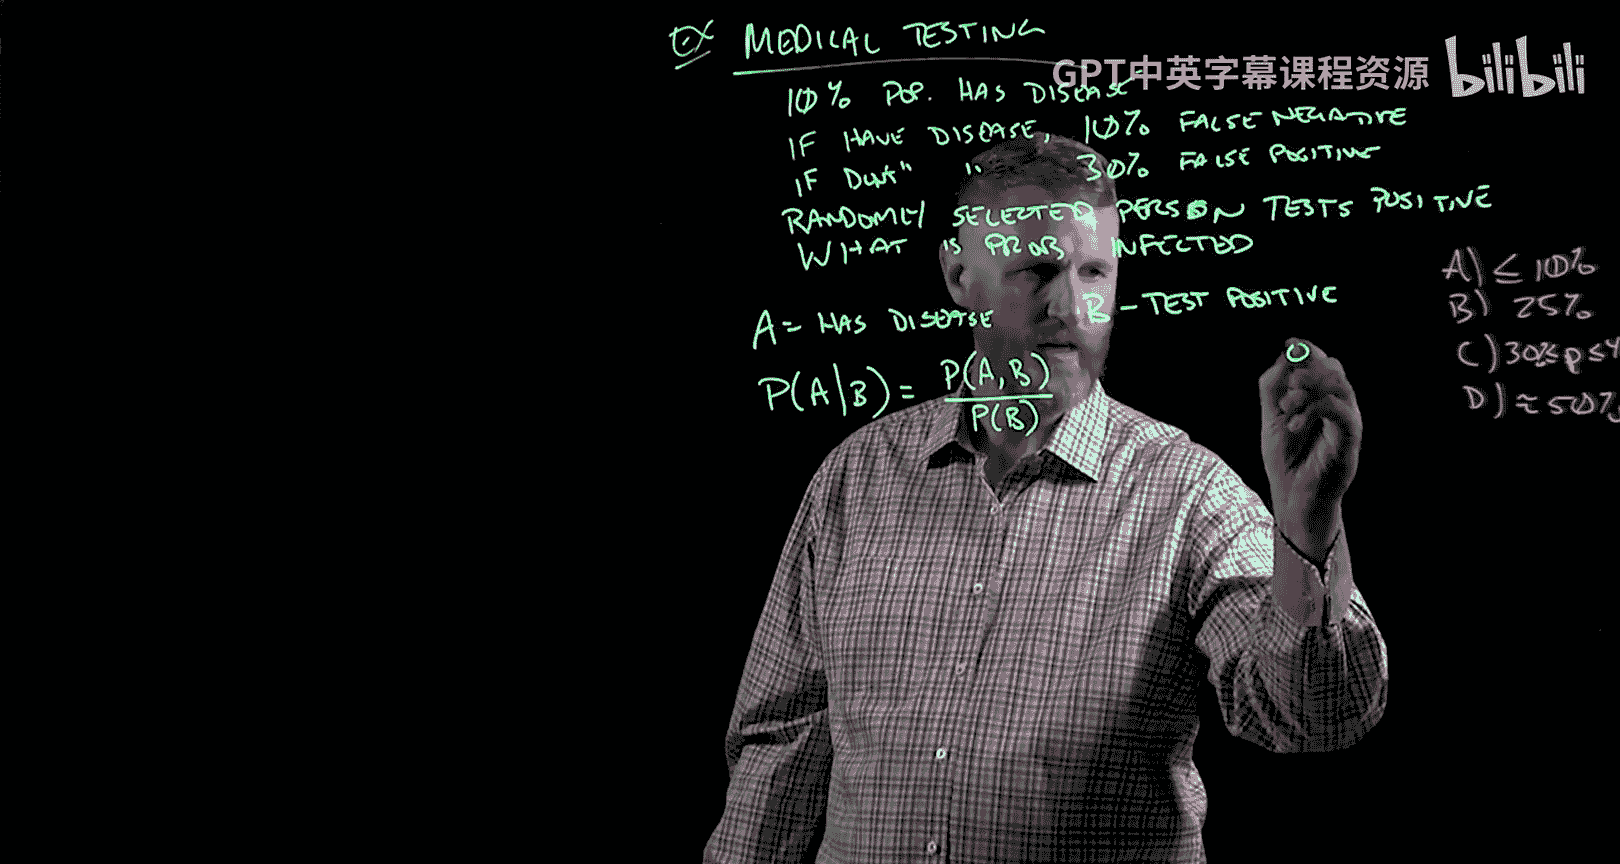 EX MEDICAL TESTING
GPT中英字幕课程资源 bilibili
10% POP. HAS DISEASE
IF HAVE DISEASE, 10% FALSE NEGATIVE
IF DON'T " 30% FALSE POSITIVE
RANDOMLY SELECTED PERSON TESTS POSITIVE
WHAT IS PROB INFECTED
A) ≤ 10%
B) 25%
C) 30≤p≤4
D) ≈50%
A = HAS DISEASE B - TEST POSITIVE
P(A|B) = P(A,B)
P(B)